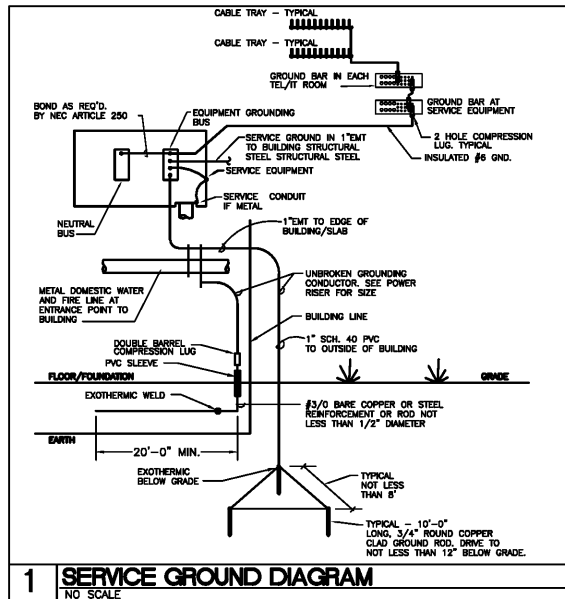 CABLE TRAY - TYPICAL
CABLE TRAY - TYPICAL
GROUND BAR IN EACH
TEL/IT ROOM
GROUND BAR AT
SERVICE EQUIPMENT
BOND AS REQ'D.
BY NEC ARTICLE 250
EQUIPMENT GROUNDING
BUS
SERVICE GROUND IN 1"EMT
TO BUILDING STRUCTURAL
STEEL STRUCTURAL STEEL
2 HOLE COMPRESSION
LUG. TYPICAL
INSULATED #6 GND.
SERVICE EQUIPMENT
SERVICE CONDUIT
IF METAL
NEUTRAL
BUS
1"EMT TO EDGE OF
BUILDING/SLAB
METAL DOMESTIC WATER
AND FIRE LINE AT
ENTRANCE POINT TO
BUILDING
UNBROKEN GROUNDING
CONDUCTOR. SEE POWER
RISER FOR SIZE
BUILDING LINE
DOUBLE BARREL
COMPRESSION LUG
PVC SLEEVE
1" SCH. 40 PVC
TO OUTSIDE OF BUILDING
FLOOR/FOUNDATION
GRADE
EXOTHERMIC WELD
#3/0 BARE COPPER OR STEEL
REINFORCEMENT OR ROD NOT
LESS THAN 1/2" DIAMETER
EARTH
20'-0" MIN.
EXOTHERMIC
BELOW GRADE
TYPICAL
NOT LESS
THAN 8'
TYPICAL - 10'-0"
LONG, 3/4" ROUND COPPER
CLAD GROUND ROD. DRIVE TO
NOT LESS THAN 12" BELOW GRADE.
1 SERVICE GROUND DIAGRAM
NO SCALE